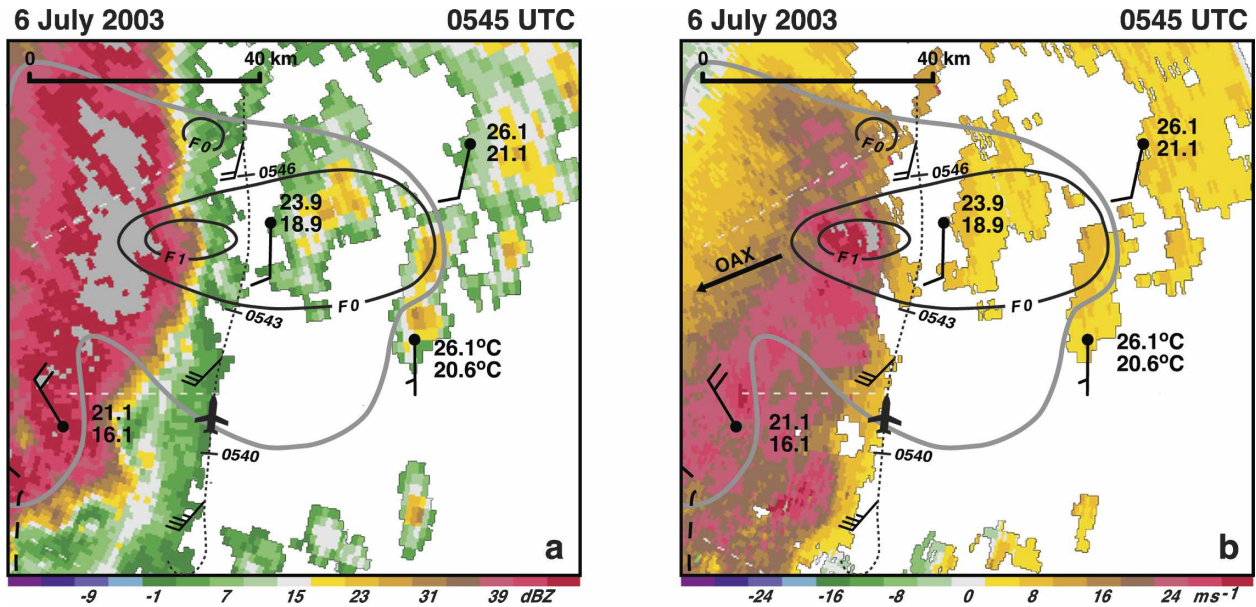 6 July 2003 0545 UTC
0 40 km
F0
26.1
21.1
0546
23.9
18.9
F1
0543 F0
26.1°C
20.6°C
21.1
16.1
0540
a
-9 -1 7 15 23 31 39 dBZ
6 July 2003 0545 UTC
0 40 km
F0
26.1
21.1
0546
23.9
18.9
OAX
F1
0543 F0
26.1°C
20.6°C
21.1
16.1
0540
b
-24 -16 -8 0 8 16 24 ms-1